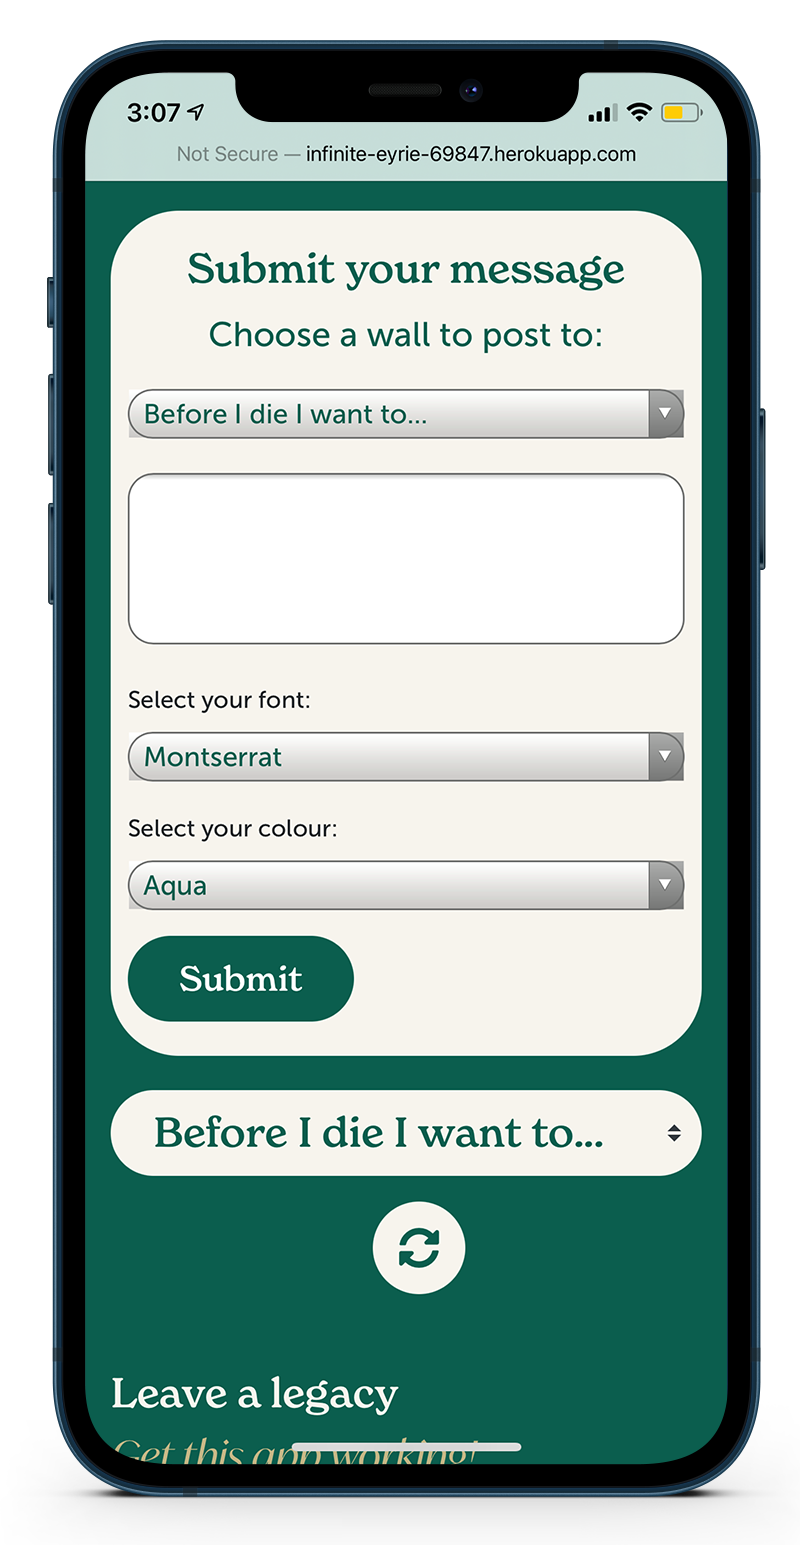 3:07
Not Secure — infinite-eyrie-69847.herokuapp.com
Submit your message
Choose a wall to post to:
Before I die I want to...
Select your font:
Montserrat
Select your colour:
Aqua
Submit
Before I die I want to...
Leave a legacy
Get this app working!